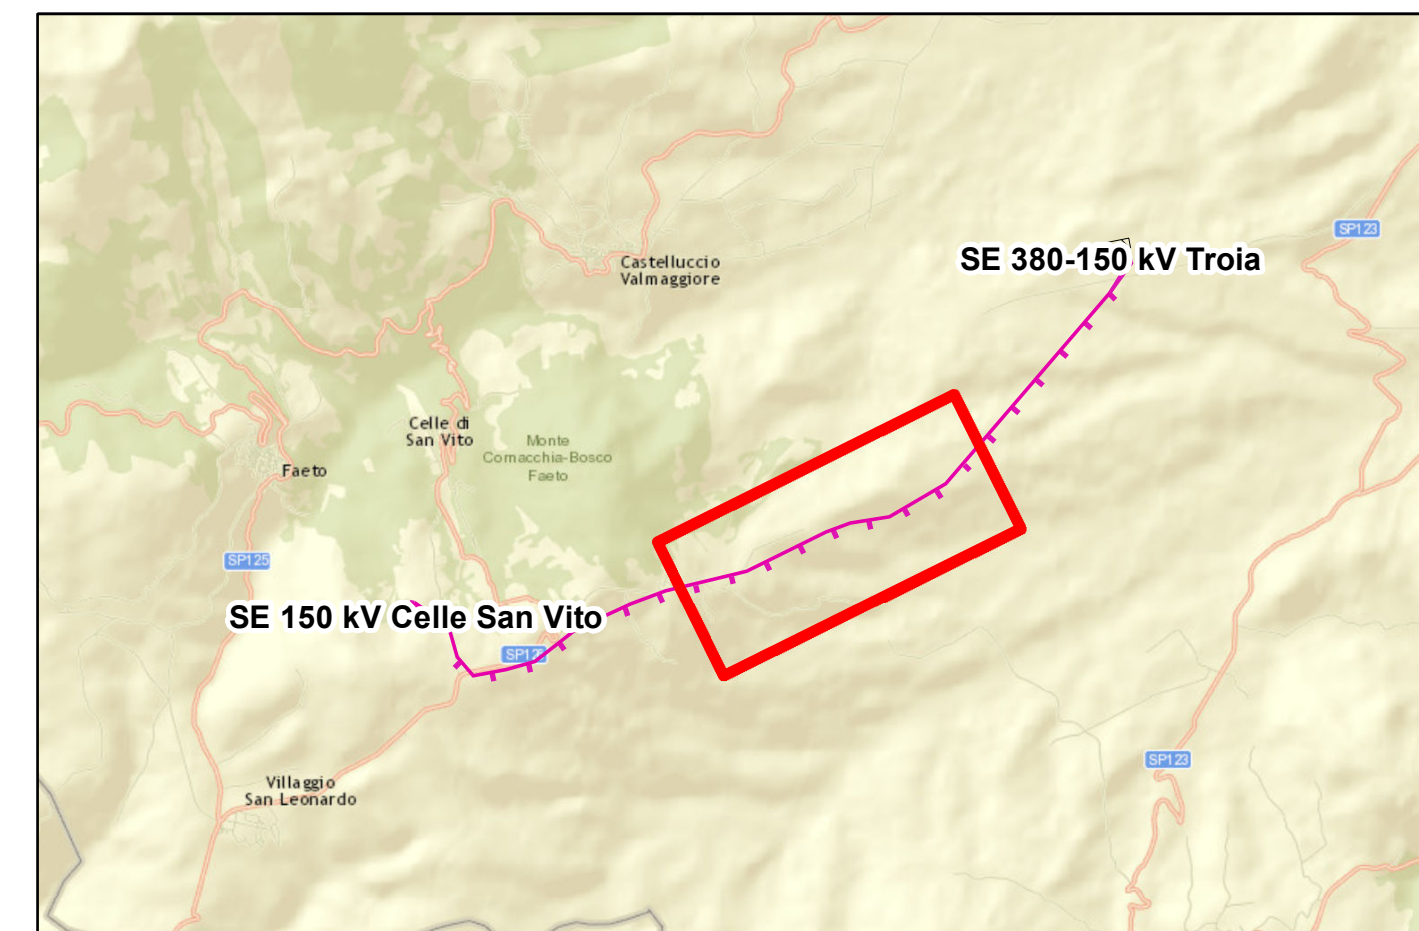 SP123
SE 380-150 kV Troia
Castelluccio
Valmaggiore
Celle di
San Vito
Monte
Cornacchia-Bosco
Faeto
Faeto
SP125
SE 150 kV Celle San Vito
SP125
SP123
Villaggio
San Leonardo